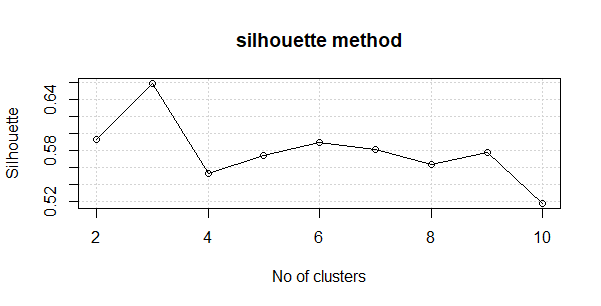 silhouette method
Silhouette
0.64
0.58
0.52
2 4 6 8 10
No of clusters